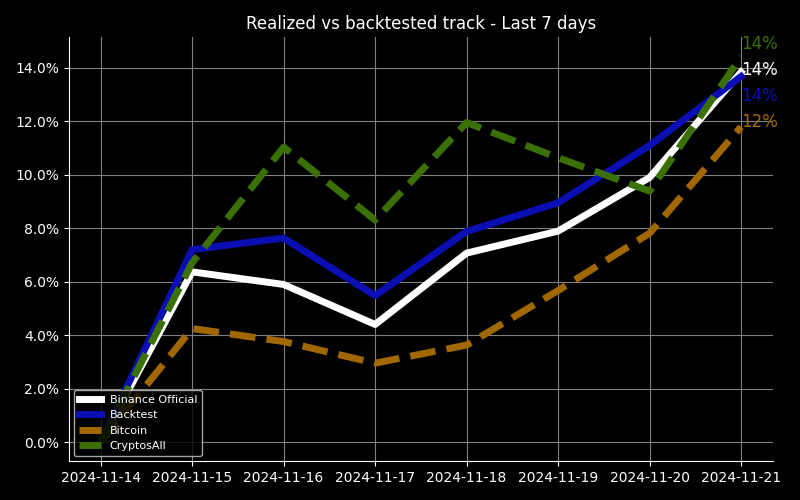 Realized vs backtested track - Last 7 days
14%
14%
14%
12%
14.0%
12.0%
10.0%
8.0%
6.0%
4.0%
2.0%
0.0%
Binance Official
Backtest
Bitcoin
CryptosAll
2024-11-14 2024-11-15 2024-11-16 2024-11-17 2024-11-18 2024-11-19 2024-11-20 2024-11-21